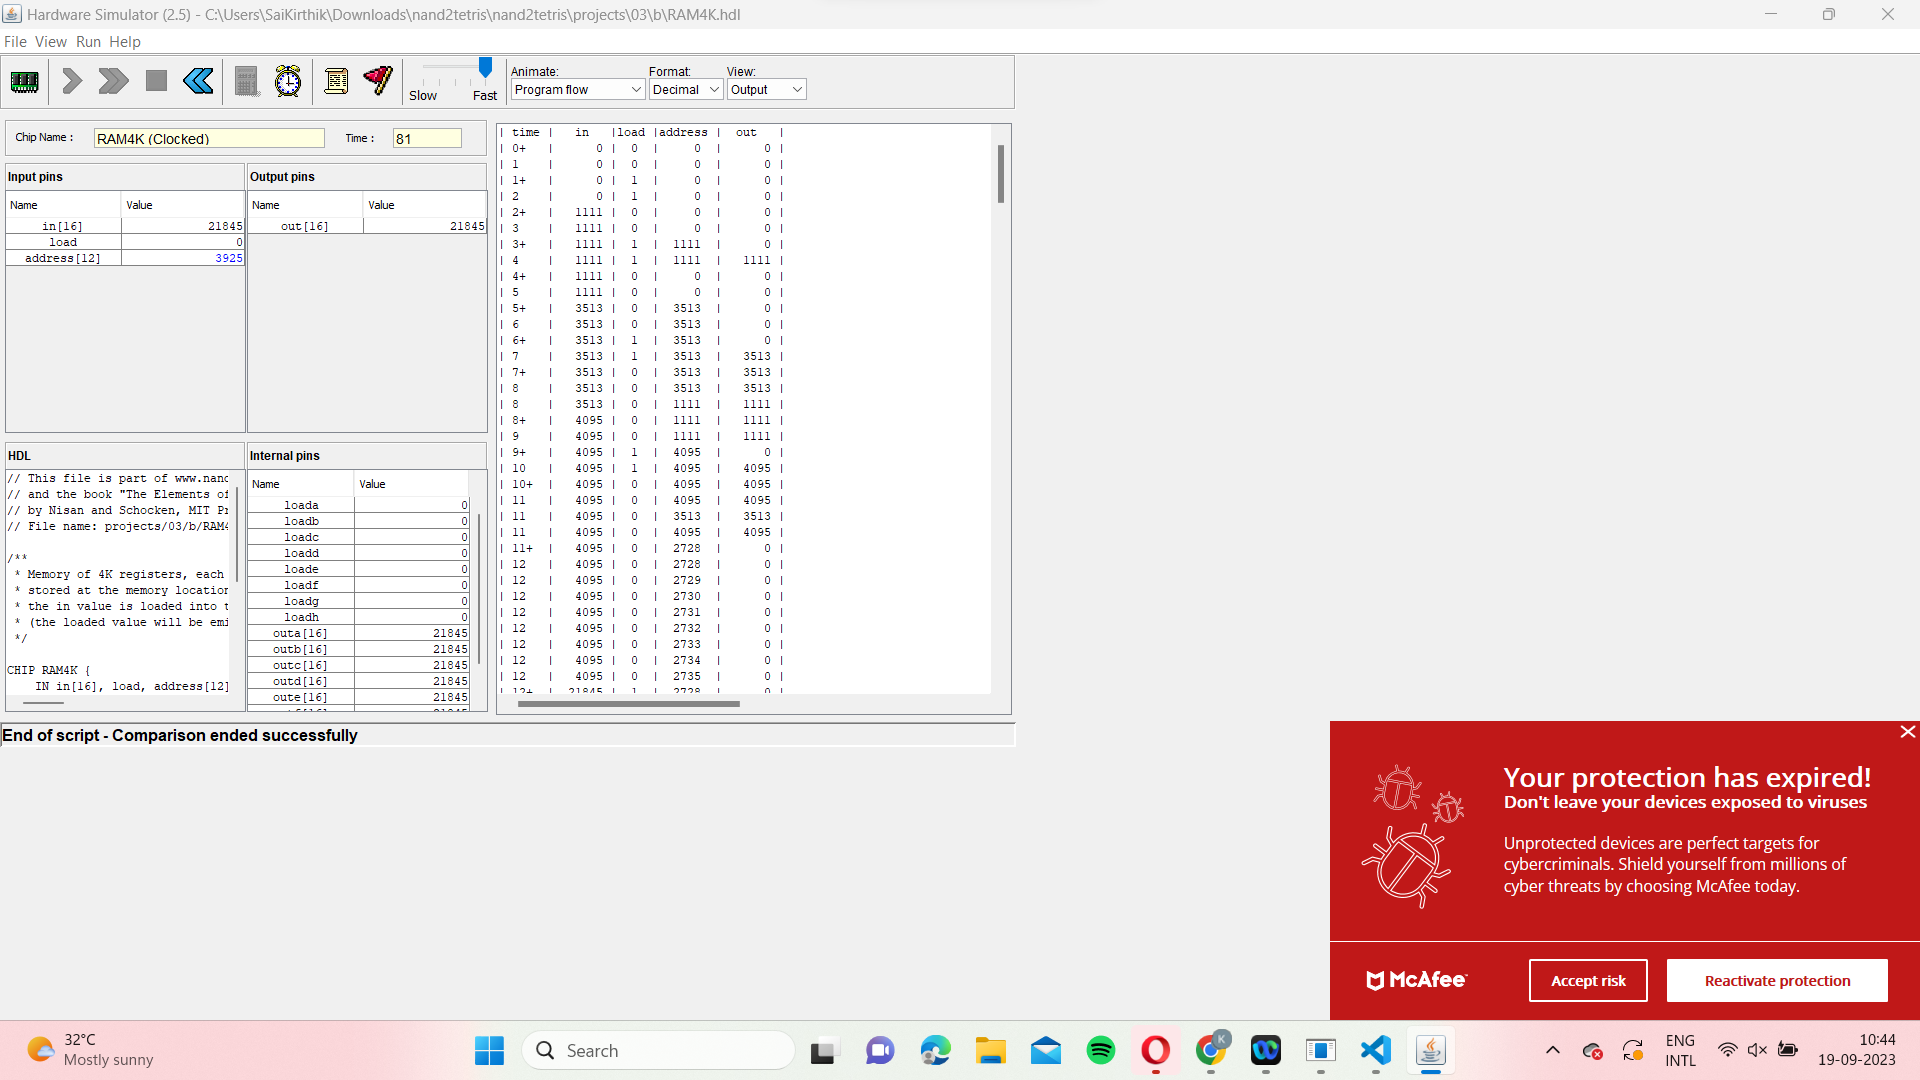 Hardware Simulator (2.5) - C:\Users\SaiKirthik\Downloads\nand2tetris\nand2tetris\projects\03\b\RAM4K.hdl
File View Run Help
Slow Fast
Animate: Format: View:
Program flow Decimal Output
Chip Name : RAM4K (Clocked) Time : 81
Input pins
Name Value
in[16] 21845
load 0
address[12] 3925
Output pins
Name Value
out[16] 21845
HDL
// This file is part of www.nand
// and the book "The Elements of
// by Nisan and Schocken, MIT Pr
// File name: projects/03/b/RAM4
/**
* Memory of 4K registers, each
* stored at the memory location
* the in value is loaded into t
* (the loaded value will be emi
*/
CHIP RAM4K {
IN in[16], load, address[12]
Internal pins
Name Value
loada 0
loadb 0
loadc 0
loadd 0
loade 0
loadf 0
loadg 0
loadh 0
outa[16] 21845
outb[16] 21845
outc[16] 21845
outd[16] 21845
oute[16] 21845
| time | in |load |address | out |
| 0+ | 0 | 0 | 0 | 0 |
| 1 | 0 | 0 | 0 | 0 |
| 1+ | 0 | 1 | 0 | 0 |
| 2 | 0 | 1 | 0 | 0 |
| 2+ | 1111 | 0 | 0 | 0 |
| 3 | 1111 | 0 | 0 | 0 |
| 3+ | 1111 | 1 | 1111 | 0 |
| 4 | 1111 | 1 | 1111 | 1111 |
| 4+ | 1111 | 0 | 0 | 0 |
| 5 | 1111 | 0 | 0 | 0 |
| 5+ | 3513 | 0 | 3513 | 0 |
| 6 | 3513 | 0 | 3513 | 0 |
| 6+ | 3513 | 1 | 3513 | 0 |
| 7 | 3513 | 1 | 3513 | 3513 |
| 7+ | 3513 | 0 | 3513 | 3513 |
| 8 | 3513 | 0 | 3513 | 3513 |
| 8 | 3513 | 0 | 1111 | 1111 |
| 8+ | 4095 | 0 | 1111 | 1111 |
| 9 | 4095 | 0 | 1111 | 1111 |
| 9+ | 4095 | 1 | 4095 | 0 |
| 10 | 4095 | 1 | 4095 | 4095 |
| 10+ | 4095 | 0 | 4095 | 4095 |
| 11 | 4095 | 0 | 4095 | 4095 |
| 11 | 4095 | 0 | 3513 | 3513 |
| 11 | 4095 | 0 | 4095 | 4095 |
| 11+ | 4095 | 0 | 2728 | 0 |
| 12 | 4095 | 0 | 2728 | 0 |
| 12 | 4095 | 0 | 2729 | 0 |
| 12 | 4095 | 0 | 2730 | 0 |
| 12 | 4095 | 0 | 2731 | 0 |
| 12 | 4095 | 0 | 2732 | 0 |
| 12 | 4095 | 0 | 2733 | 0 |
| 12 | 4095 | 0 | 2734 | 0 |
| 12 | 4095 | 0 | 2735 | 0 |
| 12+ | 21845 | 1 | 2728 | 0 |
End of script - Comparison ended successfully
Your protection has expired!
Don't leave your devices exposed to viruses
Unprotected devices are perfect targets for
cybercriminals. Shield yourself from millions of
cyber threats by choosing McAfee today.
McAfee
Accept risk
Reactivate protection
32°C
Mostly sunny
Search
K
ENG
INTL
10:44
19-09-2023